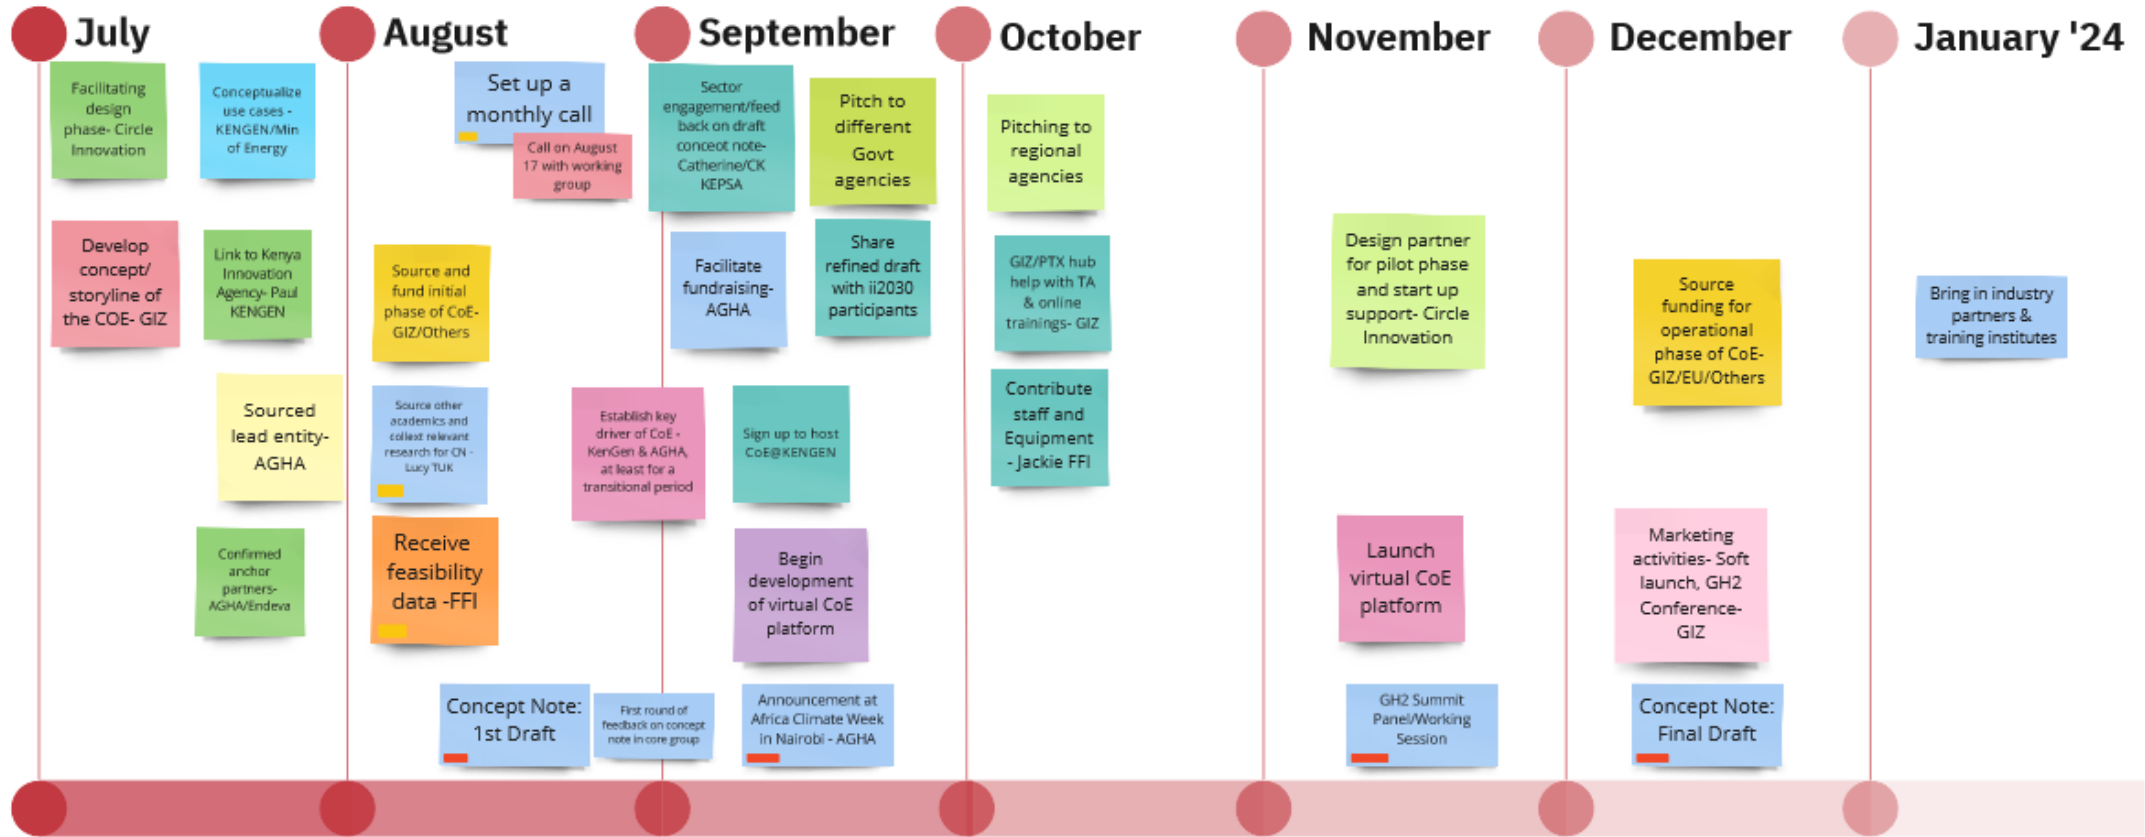 July
August
September
October
November
December
January '24
Facilitating
design
phase- Circle
Innovation
Conceptualize
use cases -
KENGEN/Min
of Energy
Develop
concept/
storyline of
the COE- GIZ
Link to Kenya
Innovation
Agency- Paul
KENGEN
Sourced
lead entity-
AGHA
Confirmed
anchor
partners-
AGHA/Endeva
Set up a
monthly call
Call on August
17 with working
group
Source and
fund initial
phase of CoE-
GIZ/Others
Source other
academics and
collext relevant
research for CN -
Lucy TUK
Receive
feasibility
data -FFI
Concept Note:
1st Draft
First round of
feedback on concept
note in core group
Establish key
driver of CoE -
KenGen & AGHA,
at least for a
transitional period
Sector
engagement/feed
back on draft
conceot note-
Catherine/CK
KEPSA
Pitch to
different
Govt
agencies
Facilitate
fundraising-
AGHA
Share
refined draft
with ii2030
participants
Sign up to host
CoE@KENGEN
Begin
development
of virtual CoE
platform
Announcement at
Africa Climate Week
in Nairobi - AGHA
Pitching to
regional
agencies
GIZ/PTX hub
help with TA
& online
trainings- GIZ
Contribute
staff and
Equipment
- Jackie FFI
Design partner
for pilot phase
and start up
support- Circle
Innovation
Launch
virtual CoE
platform
GH2 Summit
Panel/Working
Session
Source
funding for
operational
phase of CoE-
GIZ/EU/Others
Marketing
activities- Soft
launch, GH2
Conference-
GIZ
Concept Note:
Final Draft
Bring in industry
partners &
training institutes